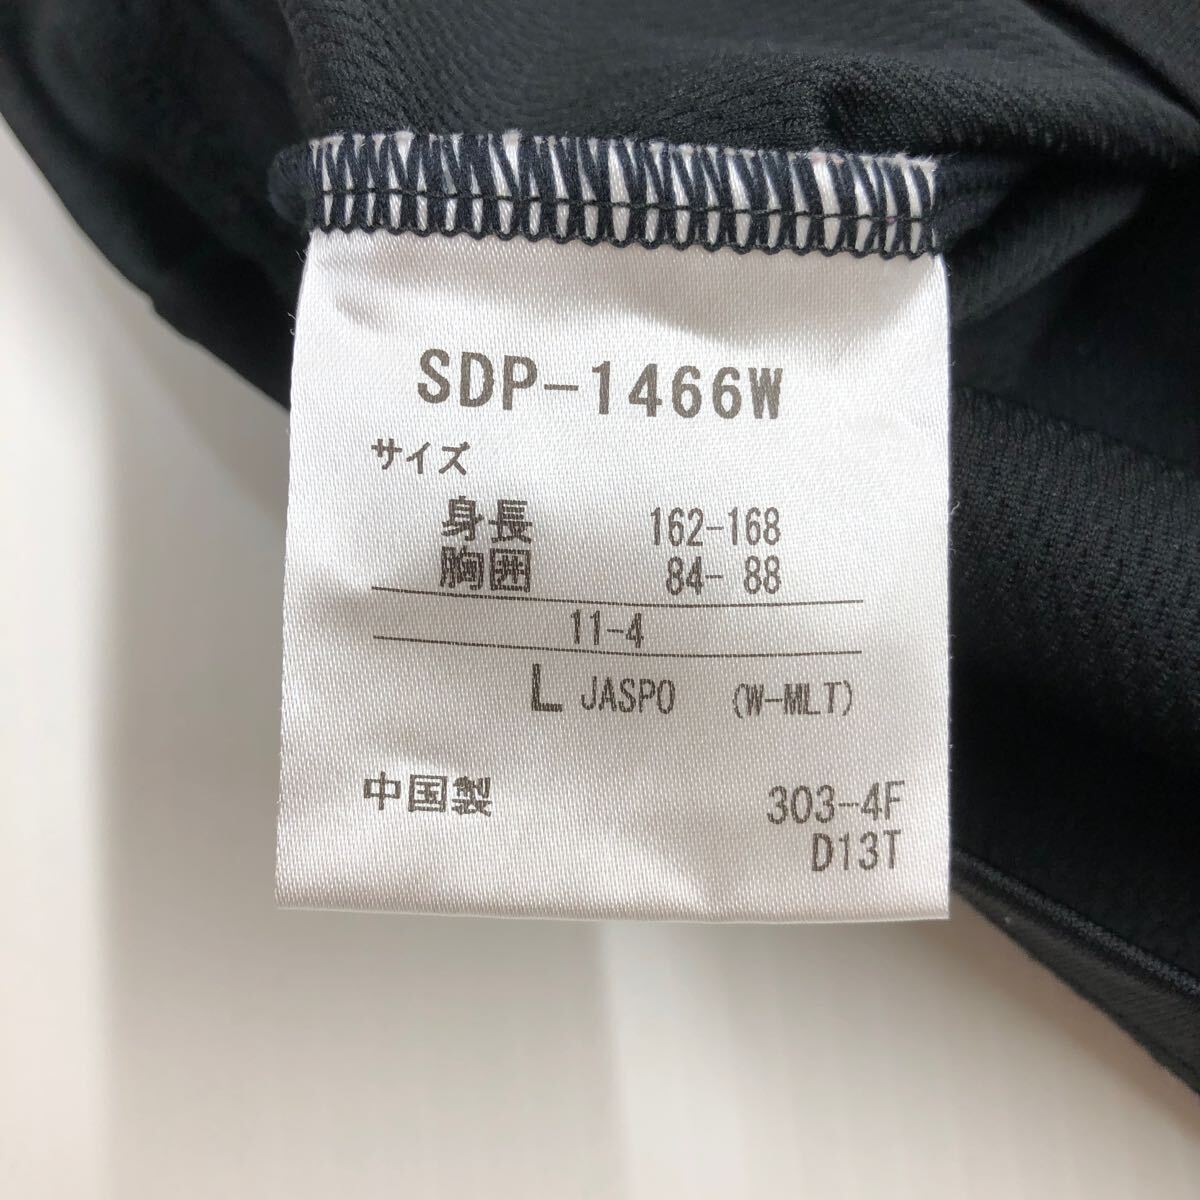 SDP-1466W
サイズ
身長 162-168
胸囲 84- 88
11-4
L JASPO (W-MLT)
中国製 303-4F
D13T